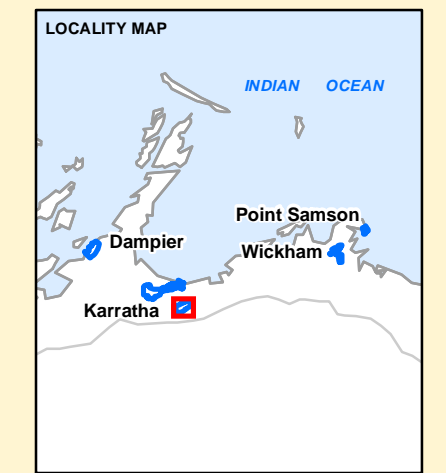 LOCALITY MAP
INDIAN OCEAN
Point Samson
Dampier
Wickham
Karratha